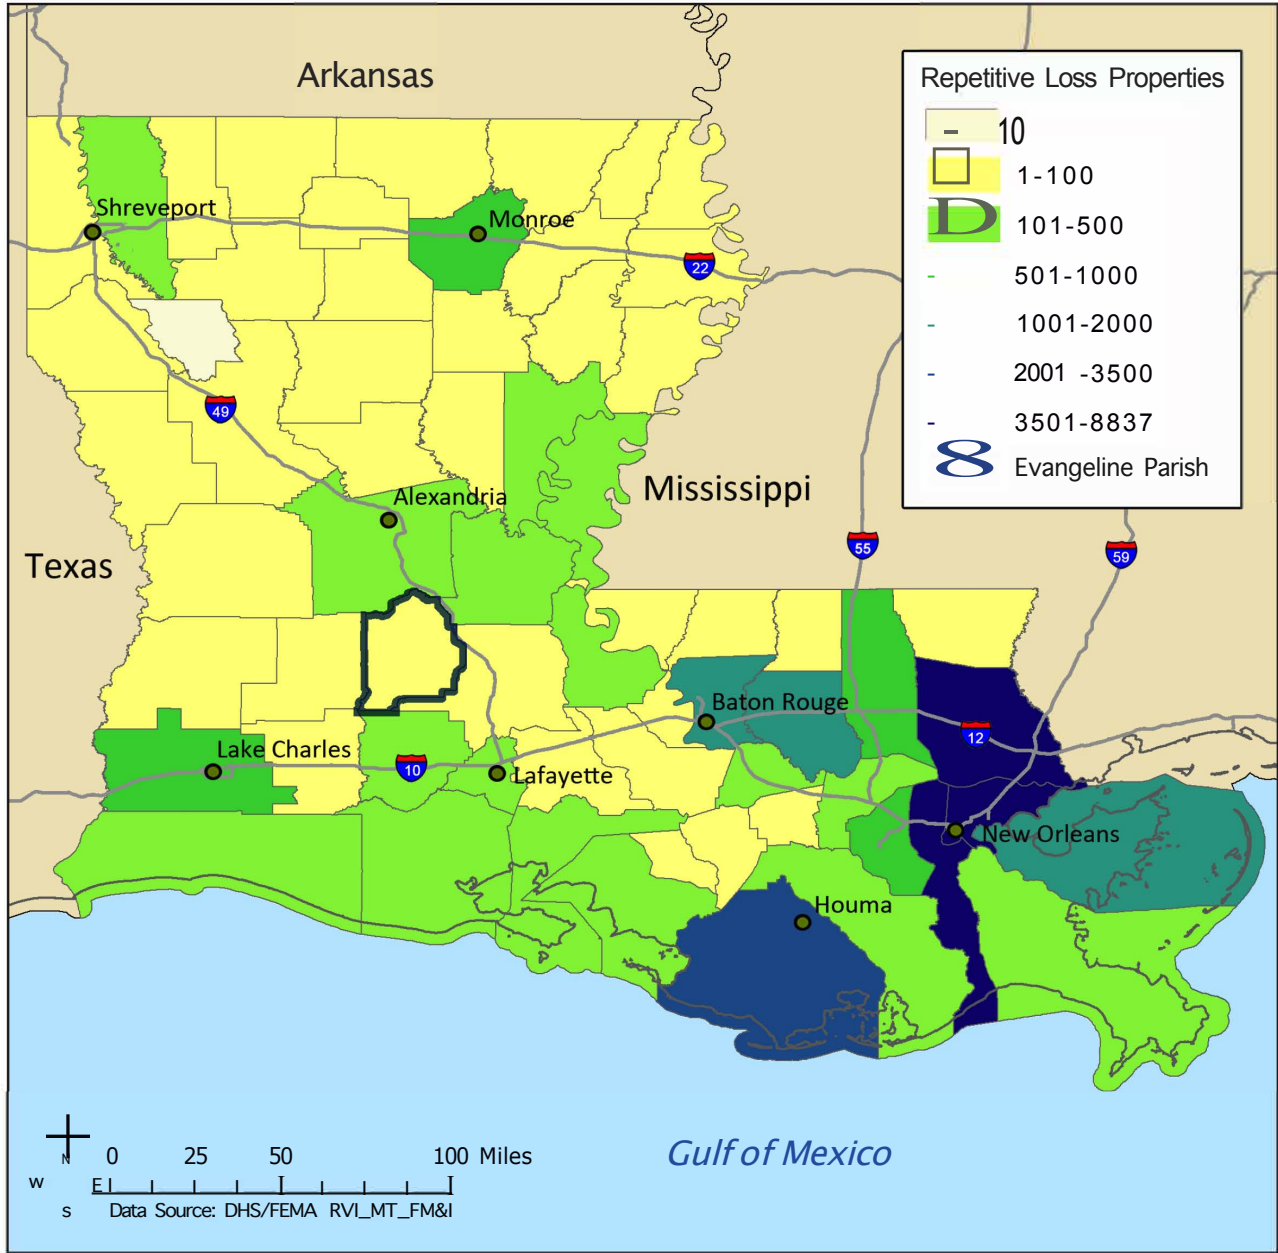 Arkansas
Repetitive Loss Properties
- 10
1-100
D 101-500
- 501-1000
- 1001-2000
- 2001 -3500
- 3501-8837
8 Evangeline Parish
Shreveport
Monroe
22
49
Alexandria
Mississippi
Texas
55
59
Baton Rouge
12
Lake Charles
10
Lafayette
New Orleans
Houma
Gulf of Mexico
N 0 25 50 100 Miles
W E
S Data Source: DHS/FEMA RVI_MT_FM&I